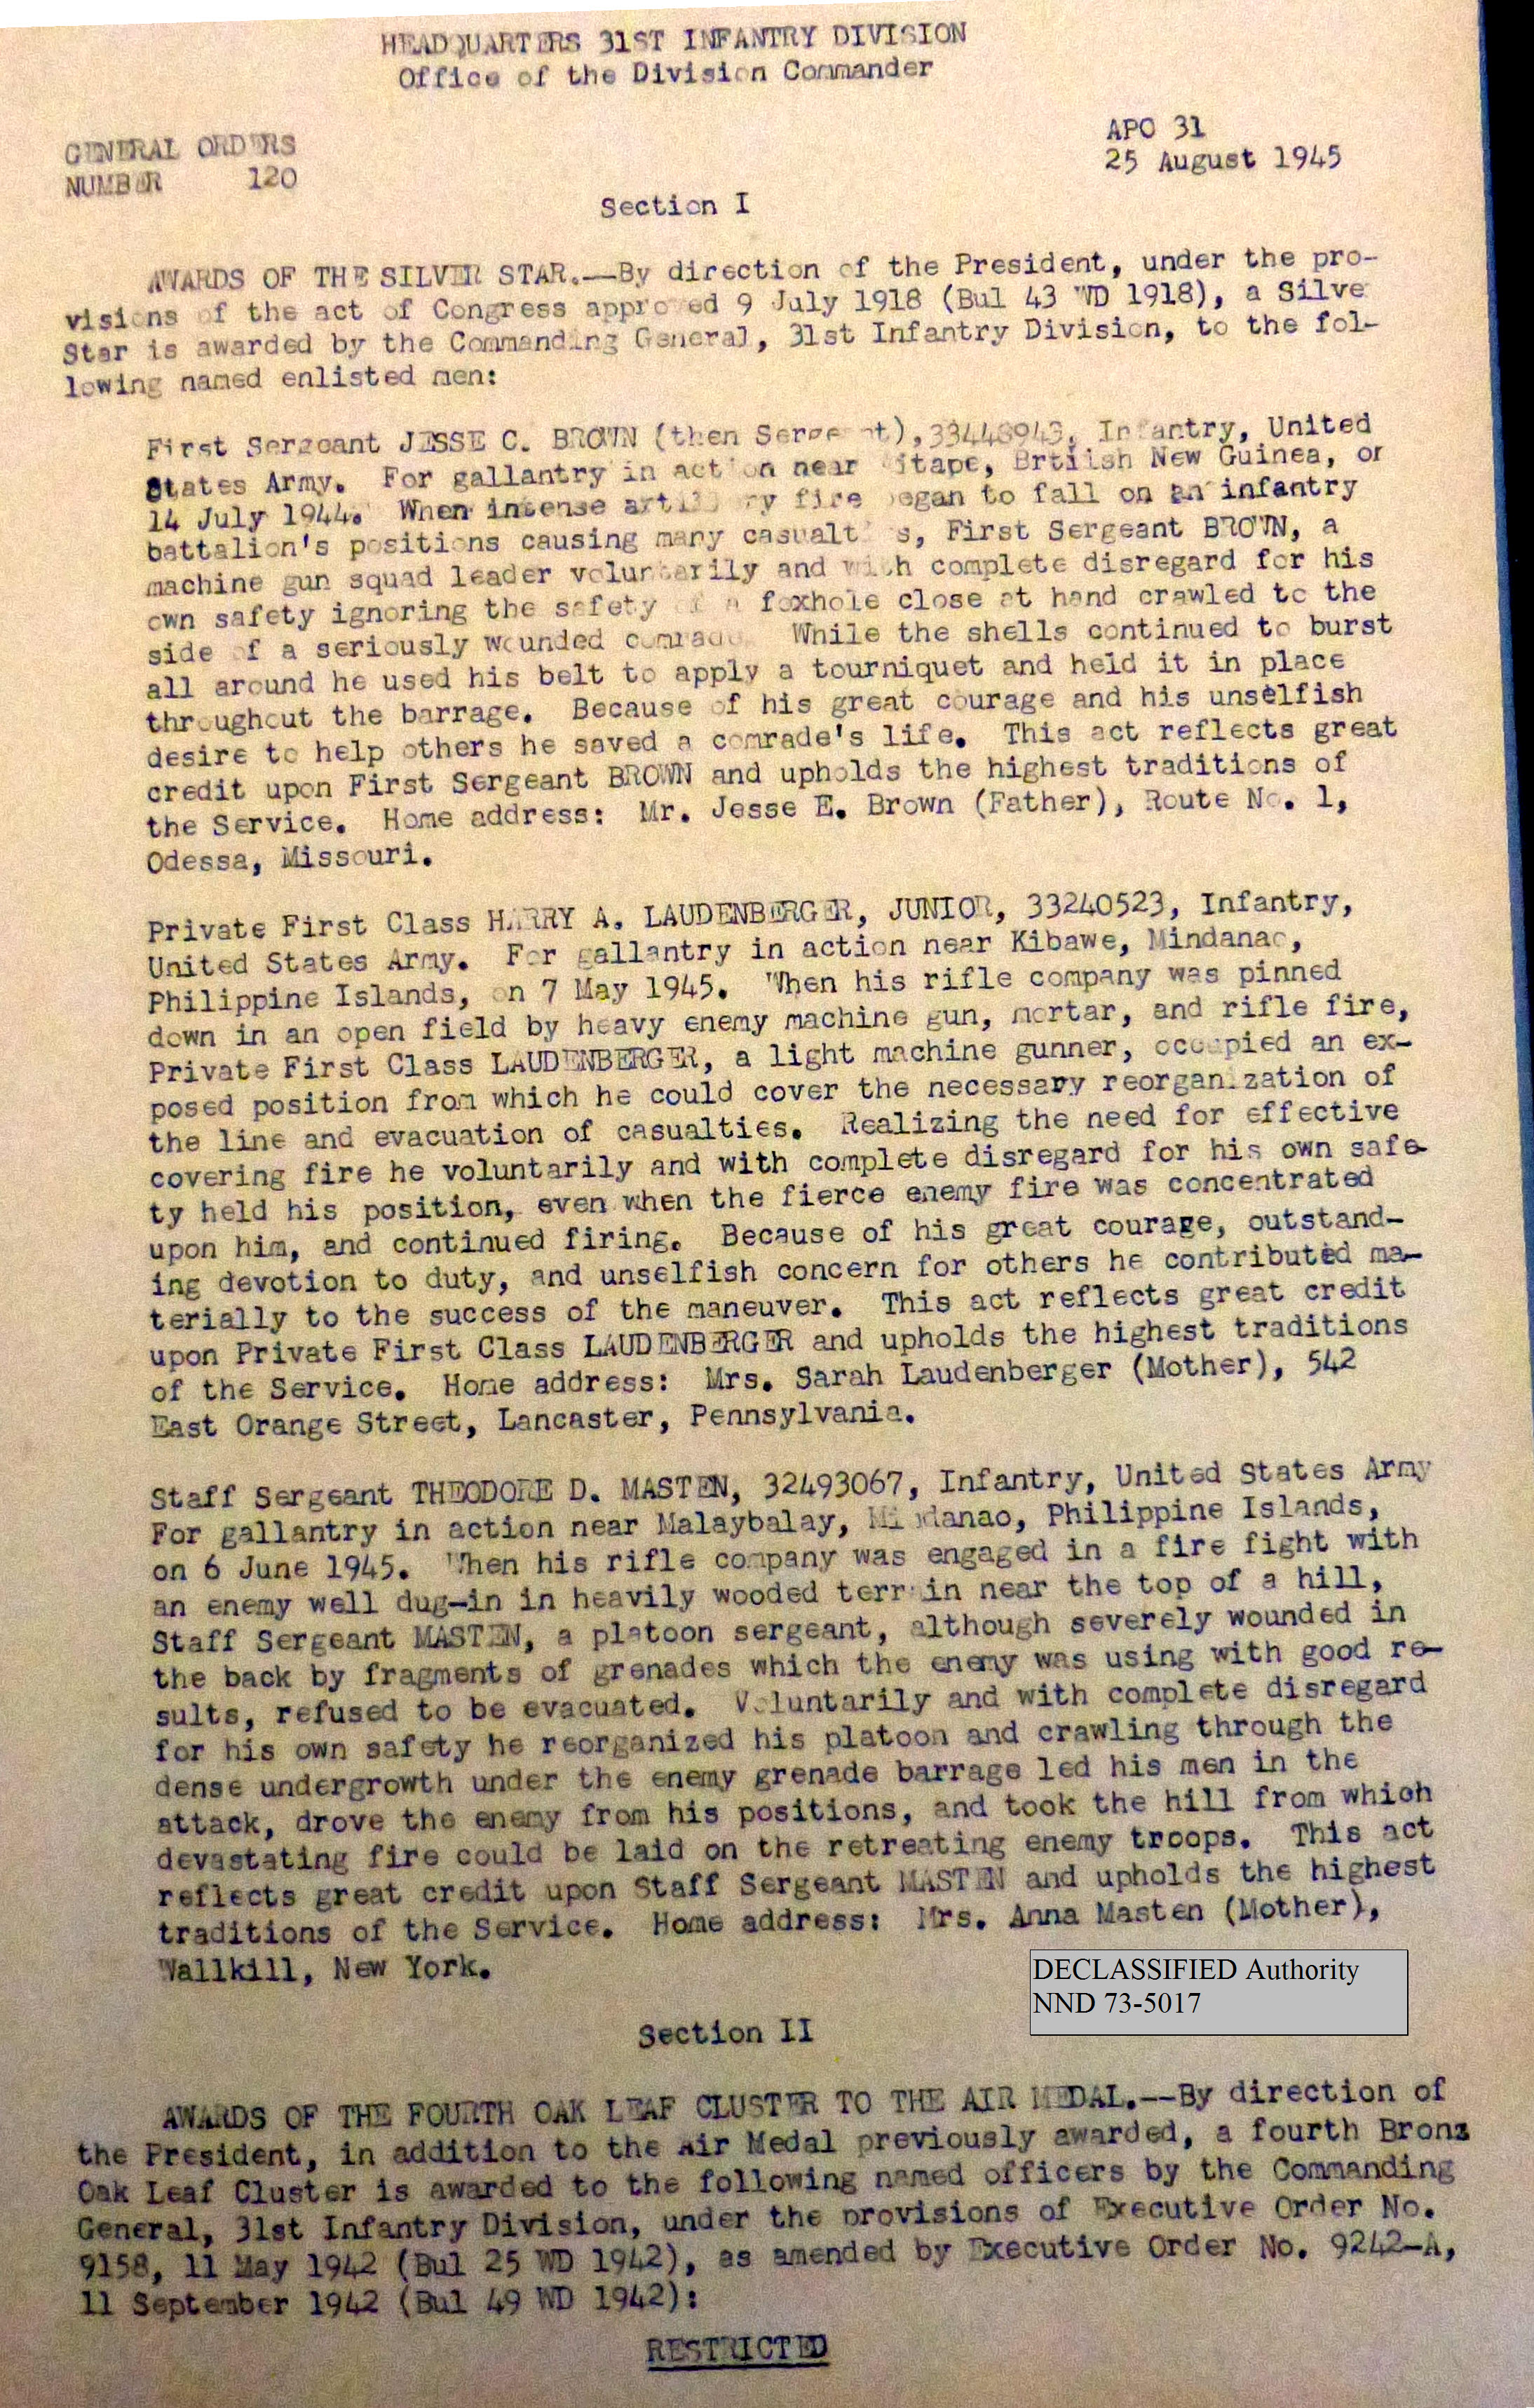 HEADQUARTERS 31ST INFANTRY DIVISION
Office of the Division Commander
APO 31
GENERAL ORDERS
25 August 1945
NUMBER 120
Section I
AWARDS OF THE SILVER STAR.—By direction of the President, under the pro-
visions of the act of Congress approved 9 July 1918 (Bul 43 WD 1918), a Silve
Star is awarded by the Commanding General, 31st Infantry Division, to the fol-
lowing named enlisted men:
First Sergeant JESSE C. BROWN (then Sergeant), Infantry, United
States Army. For gallantry in action near Aitape, Brtiish New Guinea, on
14 July 1944. When intense artillery fire began to fall on an infantry
battalion's positions causing many casualties, First Sergeant BROWN, a
machine gun squad leader voluntarily and with complete disregard for his
own safety ignoring the safety of a foxhole close at hand crawled to the
side of a seriously wounded comrade. While the shells continued to burst
all around he used his belt to apply a tourniquet and held it in place
throughout the barrage. Because of his great courage and his unselfish
desire to help others he saved a comrade's life. This act reflects great
credit upon First Sergeant BROWN and upholds the highest traditions of
the Service. Home address: Mr. Jesse E. Brown (Father), Route No. 1,
Odessa, Missouri.
Private First Class HARRY A. LAUDENBERGER, JUNIOR, 33240523, Infantry,
United States Army. For gallantry in action near Kibawe, Mindanao,
Philippine Islands, on 7 May 1945. When his rifle company was pinned
down in an open field by heavy enemy machine gun, mortar, and rifle fire,
Private First Class LAUDENBERGER, a light machine gunner, occupied an ex-
posed position from which he could cover the necessary reorganization of
the line and evacuation of casualties. Realizing the need for effective
covering fire he voluntarily and with complete disregard for his own safe-
ty held his position, even when the fierce enemy fire was concentrated
upon him, and continued firing. Because of his great courage, outstand-
ing devotion to duty, and unselfish concern for others he contributed ma-
terially to the success of the maneuver. This act reflects great credit
upon Private First Class LAUDENBERGER and upholds the highest traditions
of the Service. Home address: Mrs. Sarah Laudenberger (Mother), 542
East Orange Street, Lancaster, Pennsylvania.
Staff Sergeant THEODORE D. MASTEN, 32493067, Infantry, United States Army
For gallantry in action near Malaybalay, Mindanao, Philippine Islands,
on 6 June 1945. When his rifle company was engaged in a fire fight with
an enemy well dug-in in heavily wooded terrain near the top of a hill,
Staff Sergeant MASTEN, a platoon sergeant, although severely wounded in
the back by fragments of grenades which the enemy was using with good re-
sults, refused to be evacuated. Voluntarily and with complete disregard
for his own safety he reorganized his platoon and crawling through the
dense undergrowth under the enemy grenade barrage led his men in the
attack, drove the enemy from his positions, and took the hill from which
devastating fire could be laid on the retreating enemy troops. This act
reflects great credit upon Staff Sergeant MASTEN and upholds the highest
traditions of the Service. Home address: Mrs. Anna Masten (Mother),
Wallkill, New York.
DECLASSIFIED Authority
NND 73-5017
Section II
AWARDS OF THE FOURTH OAK LEAF CLUSTER TO THE AIR MEDAL.--By direction of
the President, in addition to the Air Medal previously awarded, a fourth Bronz
Oak Leaf Cluster is awarded to the following named officers by the Commanding
General, 31st Infantry Division, under the provisions of Executive Order No.
9158, 11 May 1942 (Bul 25 WD 1942), as amended by Executive Order No. 9242-A,
11 September 1942 (Bul 49 WD 1942):
RESTRICTED